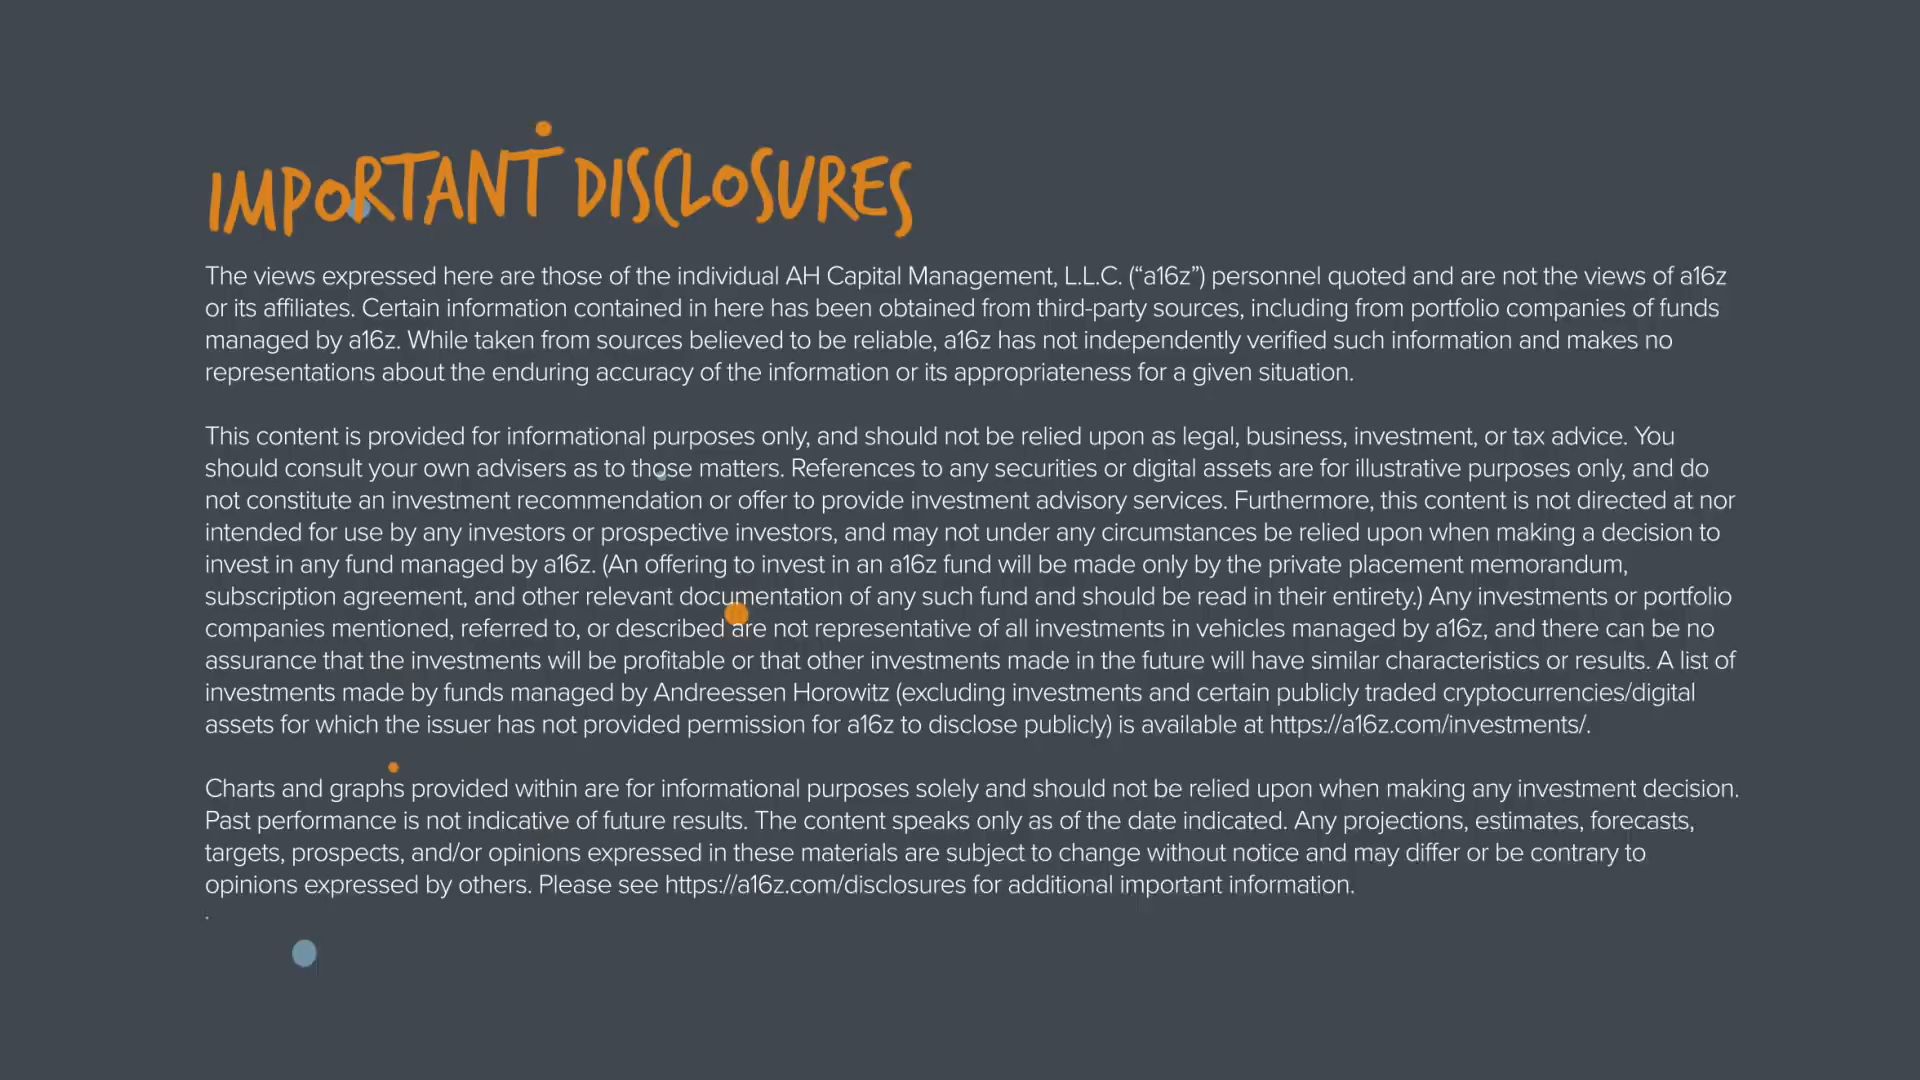 IMPORTANT DISCLOSURES
The views expressed here are those of the individual AH Capital Management, L.L.C. (“a16z”) personnel quoted and are not the views of a16z
or its affiliates. Certain information contained in here has been obtained from third-party sources, including from portfolio companies of funds
managed by a16z. While taken from sources believed to be reliable, a16z has not independently verified such information and makes no
representations about the enduring accuracy of the information or its appropriateness for a given situation.
This content is provided for informational purposes only, and should not be relied upon as legal, business, investment, or tax advice. You
should consult your own advisers as to those matters. References to any securities or digital assets are for illustrative purposes only, and do
not constitute an investment recommendation or offer to provide investment advisory services. Furthermore, this content is not directed at nor
intended for use by any investors or prospective investors, and may not under any circumstances be relied upon when making a decision to
invest in any fund managed by a16z. (An offering to invest in an a16z fund will be made only by the private placement memorandum,
subscription agreement, and other relevant documentation of any such fund and should be read in their entirety.) Any investments or portfolio
companies mentioned, referred to, or described are not representative of all investments in vehicles managed by a16z, and there can be no
assurance that the investments will be profitable or that other investments made in the future will have similar characteristics or results. A list of
investments made by funds managed by Andreessen Horowitz (excluding investments and certain publicly traded cryptocurrencies/digital
assets for which the issuer has not provided permission for a16z to disclose publicly) is available at https://a16z.com/investments/.
Charts and graphs provided within are for informational purposes solely and should not be relied upon when making any investment decision.
Past performance is not indicative of future results. The content speaks only as of the date indicated. Any projections, estimates, forecasts,
targets, prospects, and/or opinions expressed in these materials are subject to change without notice and may differ or be contrary to
opinions expressed by others. Please see https://a16z.com/disclosures for additional important information.
.